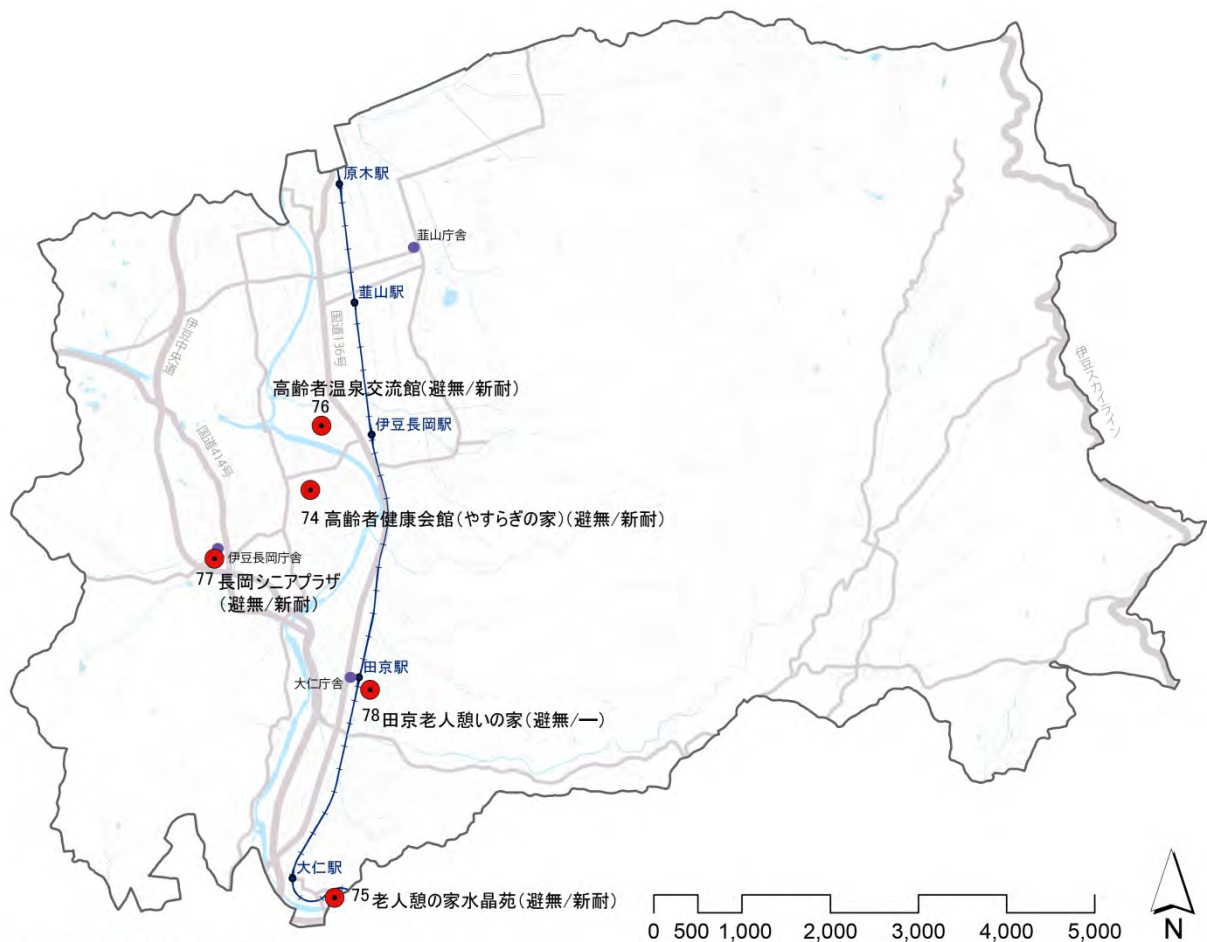 原木駅
韮山庁舎
韮山駅
伊豆中央道
国道136号
伊豆スカイライン
高齢者温泉交流館(避無/新耐)
76
伊豆長岡駅
国道414号
74 高齢者健康会館(やすらぎの家)(避無/新耐)
伊豆長岡庁舎
77 長岡シニアプラザ
(避無/新耐)
田京駅
大仁庁舎
78 田京老人憩いの家(避無/ー)
大仁駅
75 老人憩の家水晶苑(避無/新耐)
0 500 1,000 2,000 3,000 4,000 5,000
N